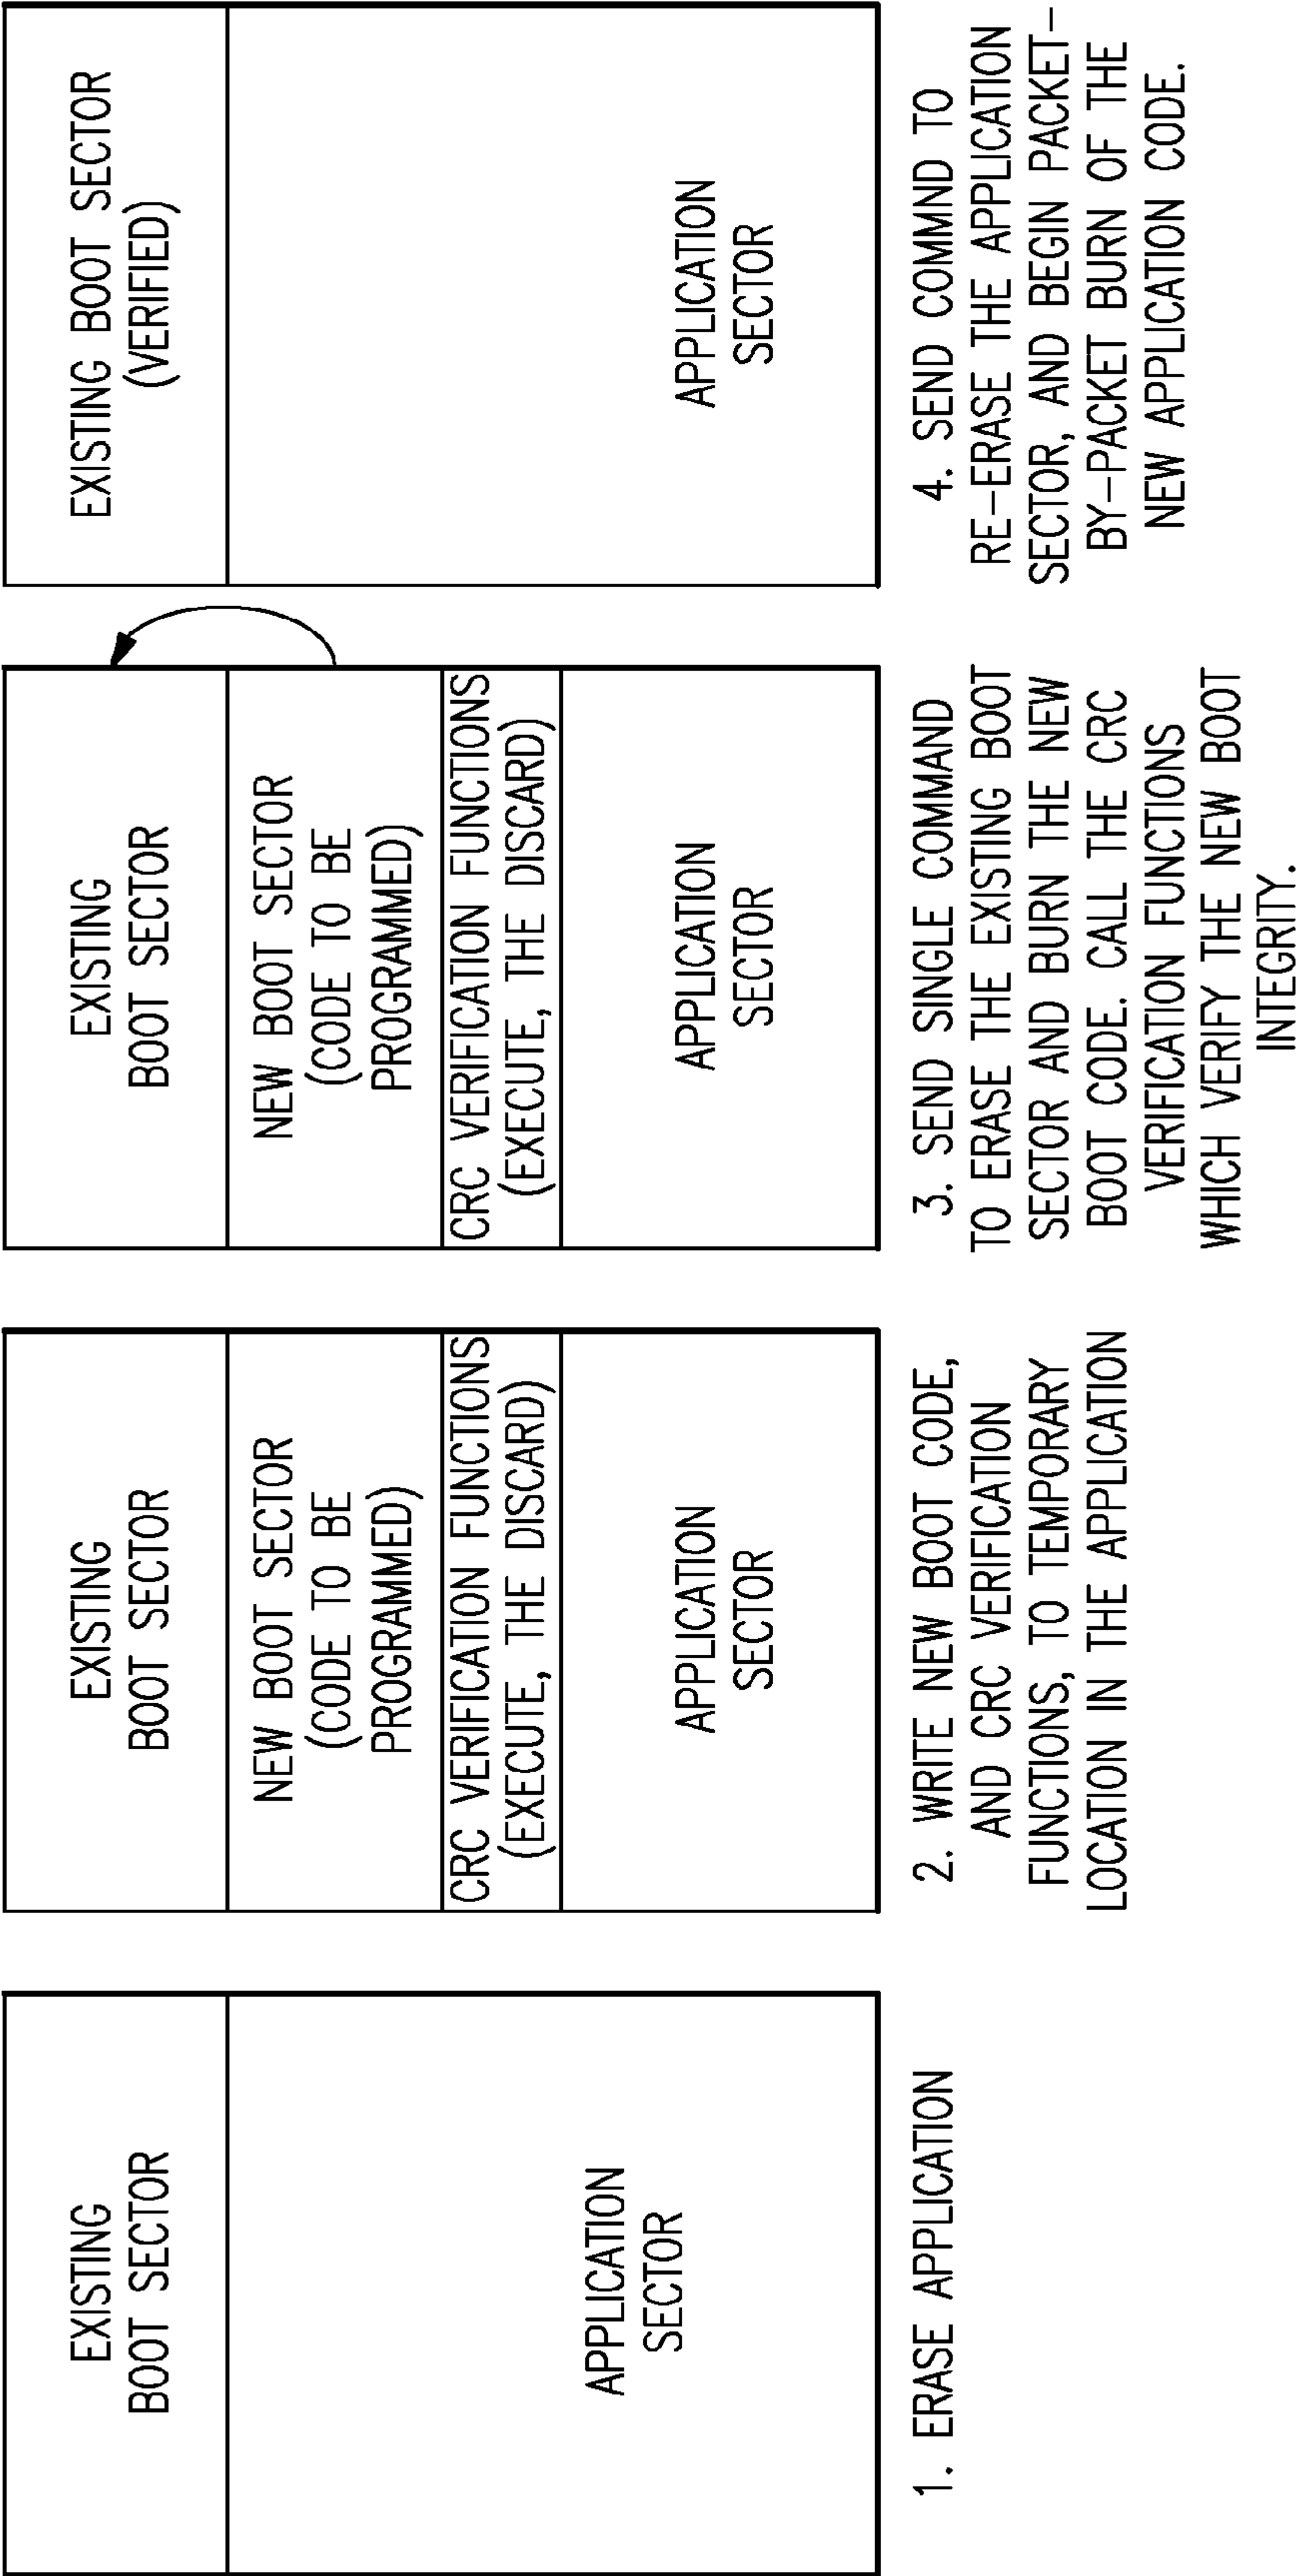 EXISTING
BOOT SECTOR
APPLICATION
SECTOR
1. ERASE APPLICATION
EXISTING
BOOT SECTOR
NEW BOOT SECTOR
(CODE TO BE
PROGRAMMED)
CRC VERIFICATION FUNCTIONS
(EXECUTE, THE DISCARD)
APPLICATION
SECTOR
2. WRITE NEW BOOT CODE,
AND CRC VERIFICATION
FUNCTIONS, TO TEMPORARY
LOCATION IN THE APPLICATION
EXISTING
BOOT SECTOR
NEW BOOT SECTOR
(CODE TO BE
PROGRAMMED)
CRC VERIFICATION FUNCTIONS
(EXECUTE, THE DISCARD)
APPLICATION
SECTOR
3. SEND SINGLE COMMAND
TO ERASE THE EXISTING BOOT
SECTOR AND BURN THE NEW
BOOT CODE. CALL THE CRC
VERIFICATION FUNCTIONS
WHICH VERIFY THE NEW BOOT
INTEGRITY.
EXISTING BOOT SECTOR
(VERIFIED)
APPLICATION
SECTOR
4. SEND COMMND TO
RE-ERASE THE APPLICATION
SECTOR, AND BEGIN PACKET-
BY-PACKET BURN OF THE
NEW APPLICATION CODE.